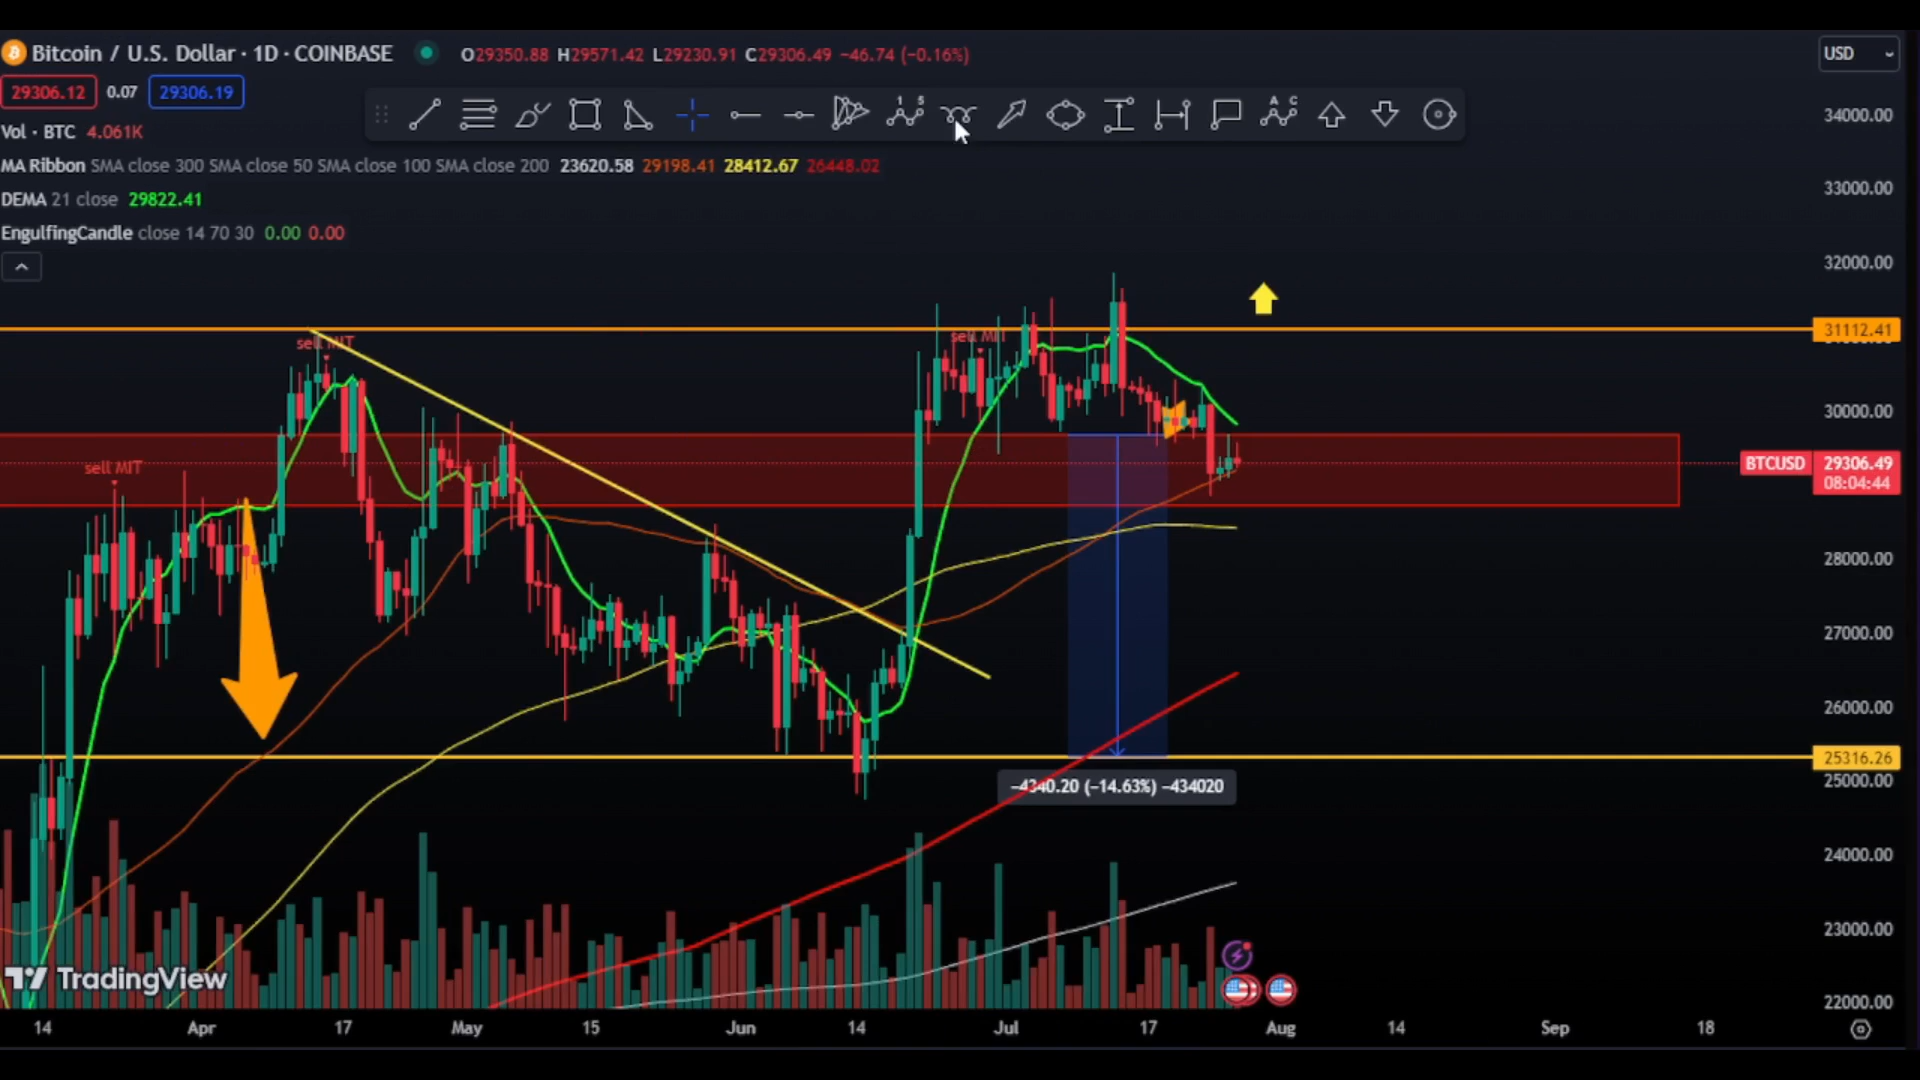 Bitcoin / U.S. Dollar · 1D · COINBASE O29350.88 H29571.42 L29230.91 C29306.49 −46.74 (−0.16%)
USD
29306.12 0.07 29306.19
Vol · BTC 4.061K
MA Ribbon SMA close 300 SMA close 50 SMA close 100 SMA close 200 23620.58 29198.41 28412.67 26448.02
DEMA 21 close 29822.41
EngulfingCandle close 14 70 30 0.00 0.00
34000.00
33000.00
32000.00
31112.41
sell MIT
sell MIT
30000.00
sell MIT
BTCUSD 29306.49
08:04:44
28000.00
27000.00
26000.00
25316.26
25000.00
−4340.20 (−14.63%) −434020
24000.00
23000.00
22000.00
TradingView
14 Apr 17 May 15 Jun 14 Jul 17 Aug 14 Sep 18